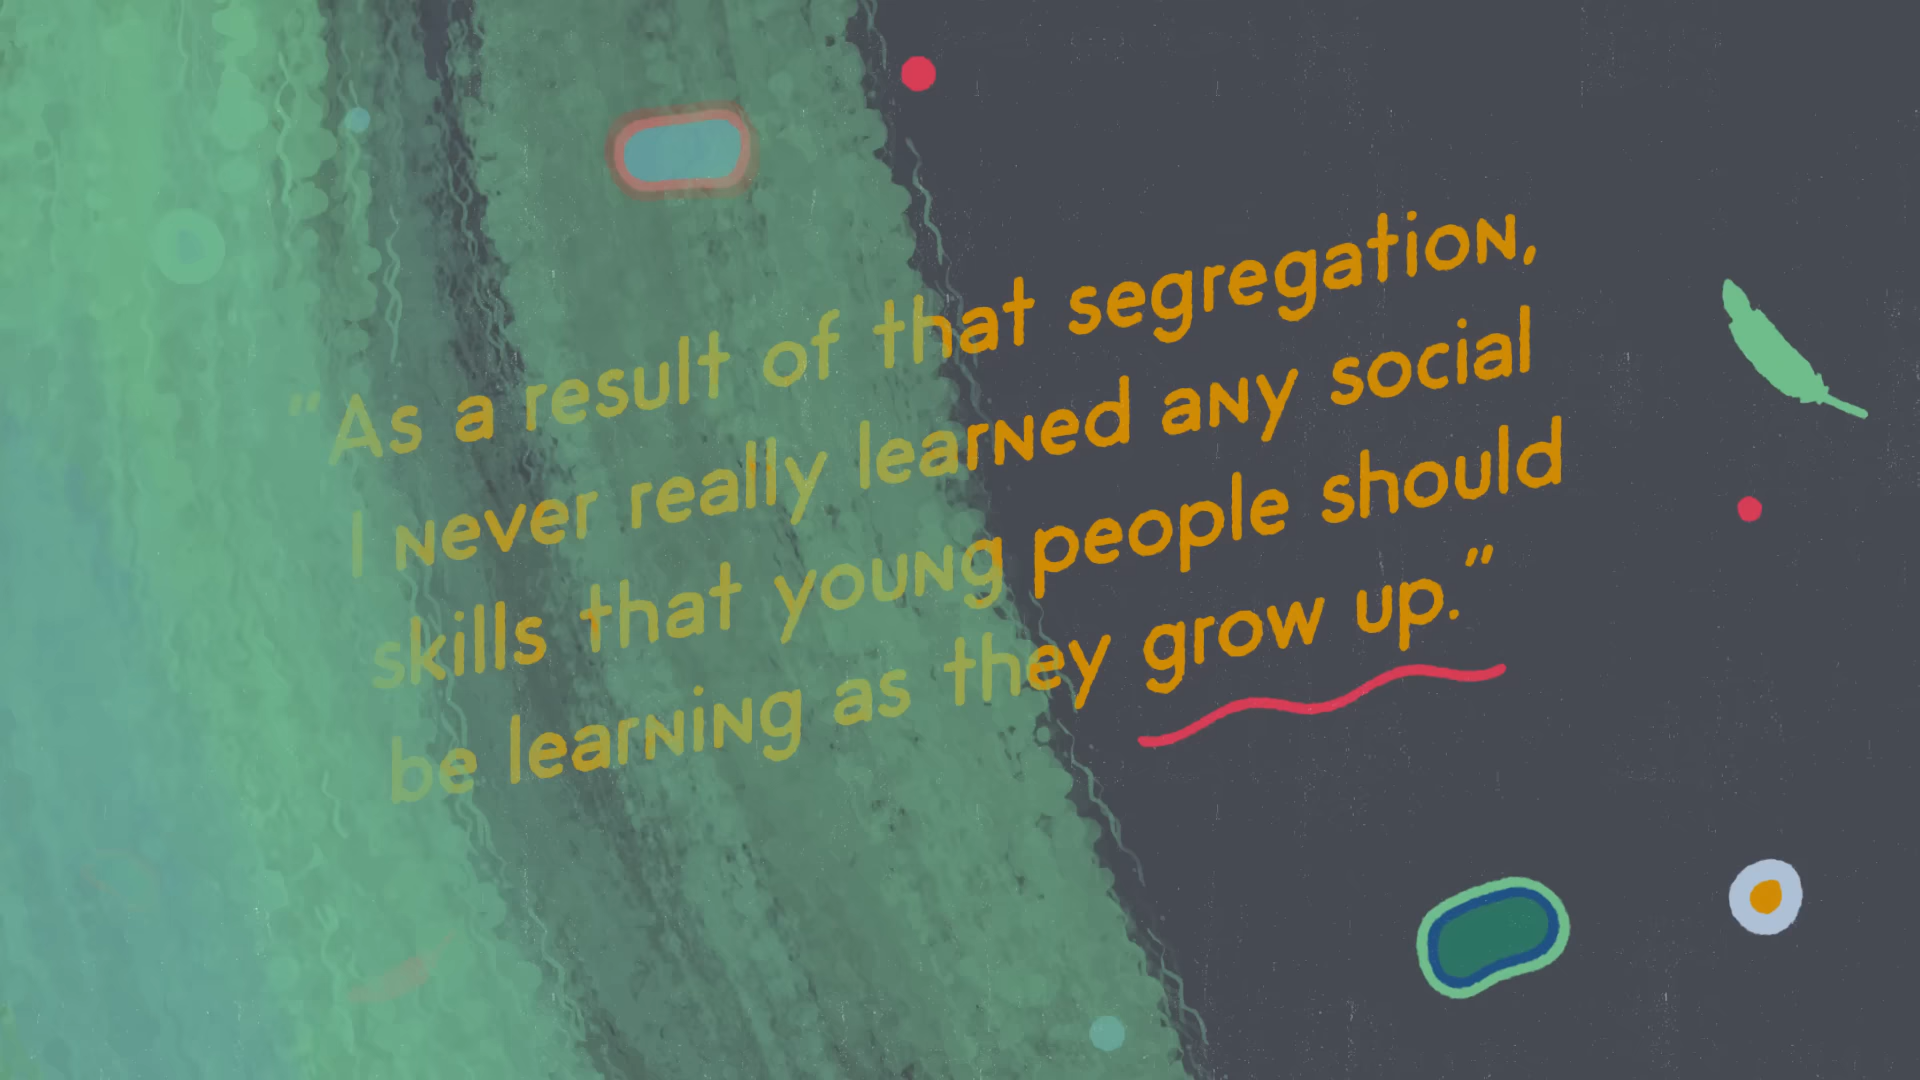 "As a result of that segregation,
I never really learned any social
skills that young people should
be learning as they grow up."